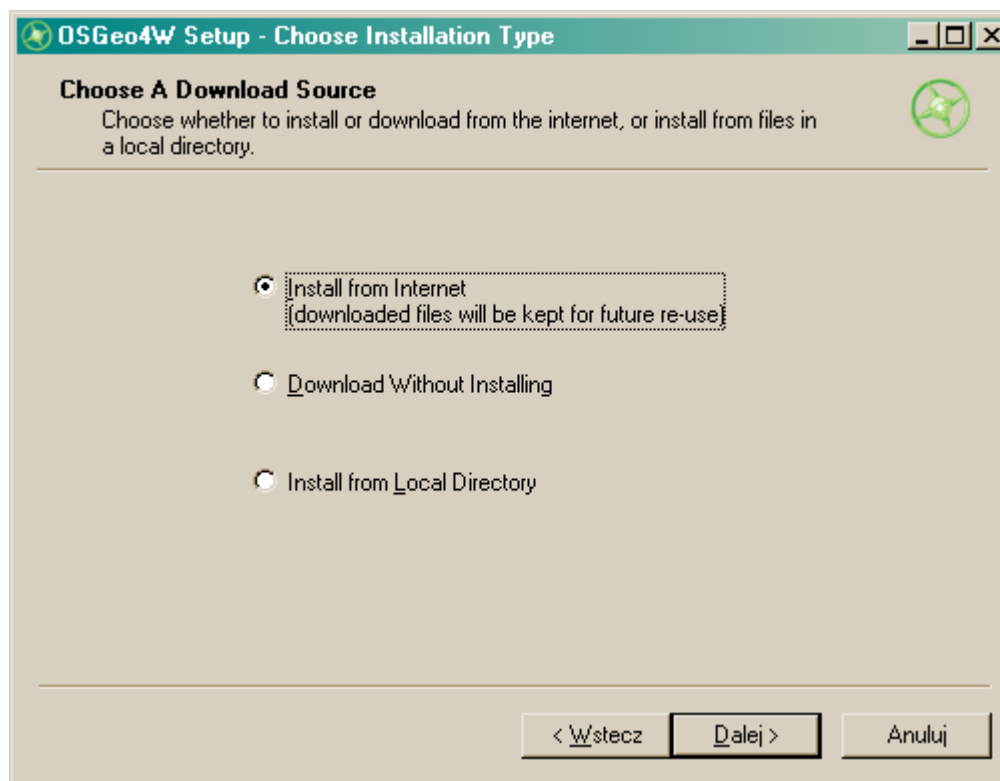 OSGeo4W Setup - Choose Installation Type
Choose A Download Source
Choose whether to install or download from the internet, or install from files in
a local directory.
Install from Internet
(downloaded files will be kept for future re-use)
Download Without Installing
Install from Local Directory
< Wstecz
Dalej >
Anuluj